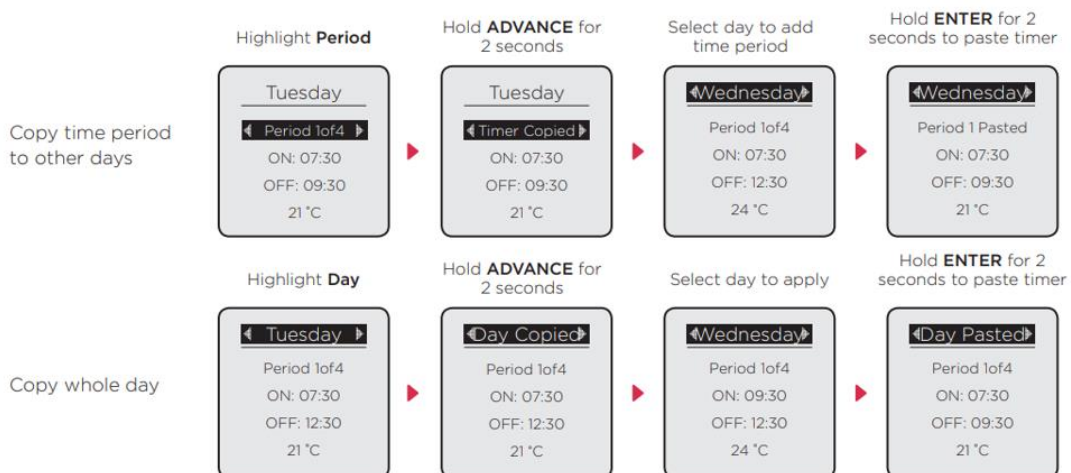 Highlight Period
Hold ADVANCE for
2 seconds
Select day to add
time period
Hold ENTER for 2
seconds to paste timer
Copy time period
to other days
Tuesday
Period 1of4
ON: 07:30
OFF: 09:30
21 °C
Tuesday
Timer Copied
ON: 07:30
OFF: 09:30
21 °C
Wednesday
Period 1of4
ON: 07:30
OFF: 12:30
24 °C
Wednesday
Period 1 Pasted
ON: 07:30
OFF: 09:30
21 °C
Highlight Day
Hold ADVANCE for
2 seconds
Select day to apply
Hold ENTER for 2
seconds to paste timer
Copy whole day
Tuesday
Period 1of4
ON: 07:30
OFF: 12:30
21 °C
Day Copied
Period 1of4
ON: 07:30
OFF: 12:30
21 °C
Wednesday
Period 1of4
ON: 09:30
OFF: 12:30
24 °C
Day Pasted
Period 1of4
ON: 07:30
OFF: 09:30
21 °C